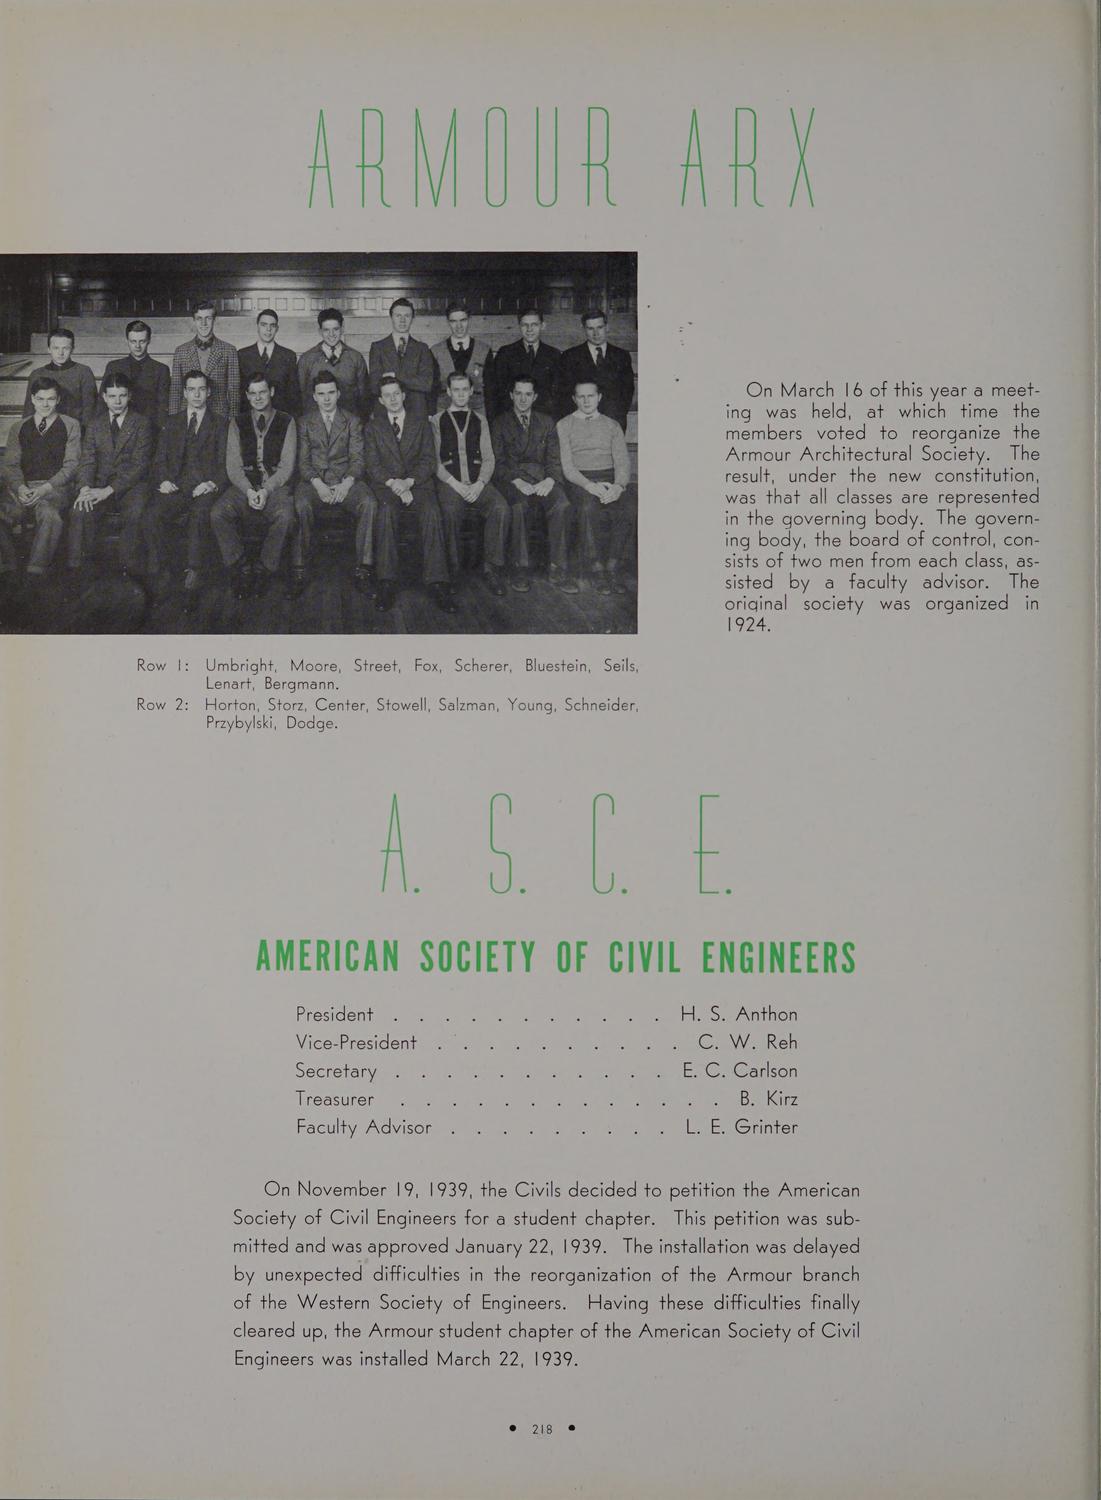 ARMOUR ARX
On March 16 of this year a meet-
ing was held, at which time the
members voted to reorganize the
Armour Architectural Society. The
result, under the new constitution,
was that all classes are represented
in the governing body. The govern-
ing body, the board of control, con-
sists of two men from each class, as-
sisted by a faculty advisor. The
original society was organized in
1924.
Row 1: Umbright, Moore, Street, Fox, Scherer, Bluestein, Seils,
Lenart, Bergmann.
Row 2: Horton, Storz, Center, Stowell, Salzman, Young, Schneider,
Przybylski, Dodge.
A. S. C. E.
AMERICAN SOCIETY OF CIVIL ENGINEERS
President . . . . . . . . . . . H. S. Anthon
Vice-President . . . . . . . . . . C. W. Reh
Secretary . . . . . . . . . . . E. C. Carlson
Treasurer . . . . . . . . . . . . . B. Kirz
Faculty Advisor . . . . . . . . . L. E. Grinter
On November 19, 1939, the Civils decided to petition the American
Society of Civil Engineers for a student chapter. This petition was sub-
mitted and was approved January 22, 1939. The installation was delayed
by unexpected difficulties in the reorganization of the Armour branch
of the Western Society of Engineers. Having these difficulties finally
cleared up, the Armour student chapter of the American Society of Civil
Engineers was installed March 22, 1939.
• 218 •